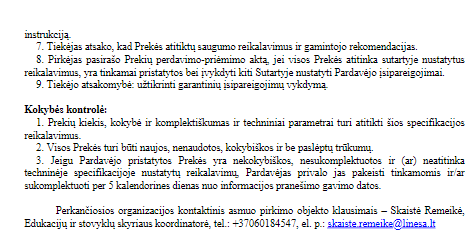 instrukciją.
7. Tiekėjas atsako, kad Prekės atitiktų saugumo reikalavimus ir gamintojo rekomendacijas.
8. Pirkėjas pasirašo Prekių perdavimo-priėmimo aktą, jei visos Prekės atitinka sutartyje nustatytus
reikalavimus, yra tinkamai pristatytos bei įvykdyti kiti Sutartyje nustatyti Pardavėjo įsipareigojimai.
9. Tiekėjo atsakomybė: užtikrinti garantinių įsipareigojimų vykdymą.
Kokybės kontrolė:
1. Prekių kiekis, kokybė ir komplektiškumas ir techniniai parametrai turi atitikti šios specifikacijos
reikalavimus.
2. Visos Prekės turi būti naujos, nenaudotos, kokybiškos ir be paslėptų trūkumų.
3. Jeigu Pardavėjo pristatytos Prekės yra nekokybiškos, nesukomplektuotos ir (ar) neatitinka
techninėje specifikacijoje nustatytų reikalavimų, Pardavėjas privalo jas pakeisti tinkamomis ir/ar
sukomplektuoti per 5 kalendorines dienas nuo informacijos pranešimo gavimo datos.
Perkančiosios organizacijos kontaktinis asmuo pirkimo objekto klausimais – Skaistė Remeikė,
Edukacijų ir stovyklų skyriaus koordinatorė, tel.: +37060184547, el. p.: skaiste.remeike@linesa.lt